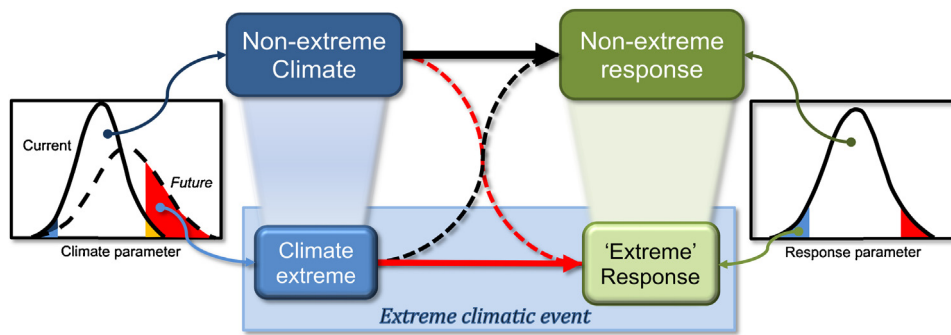 Non-extreme
Climate
Non-extreme
response
Current
Future
Climate parameter
Climate
extreme
‘Extreme’
Response
Response parameter
Extreme climatic event